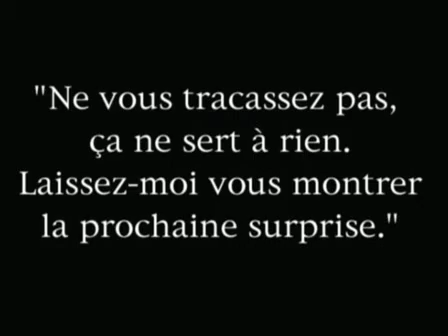 "Ne vous tracassez pas,
ça ne sert à rien.
Laissez-moi vous montrer
la prochaine surprise."